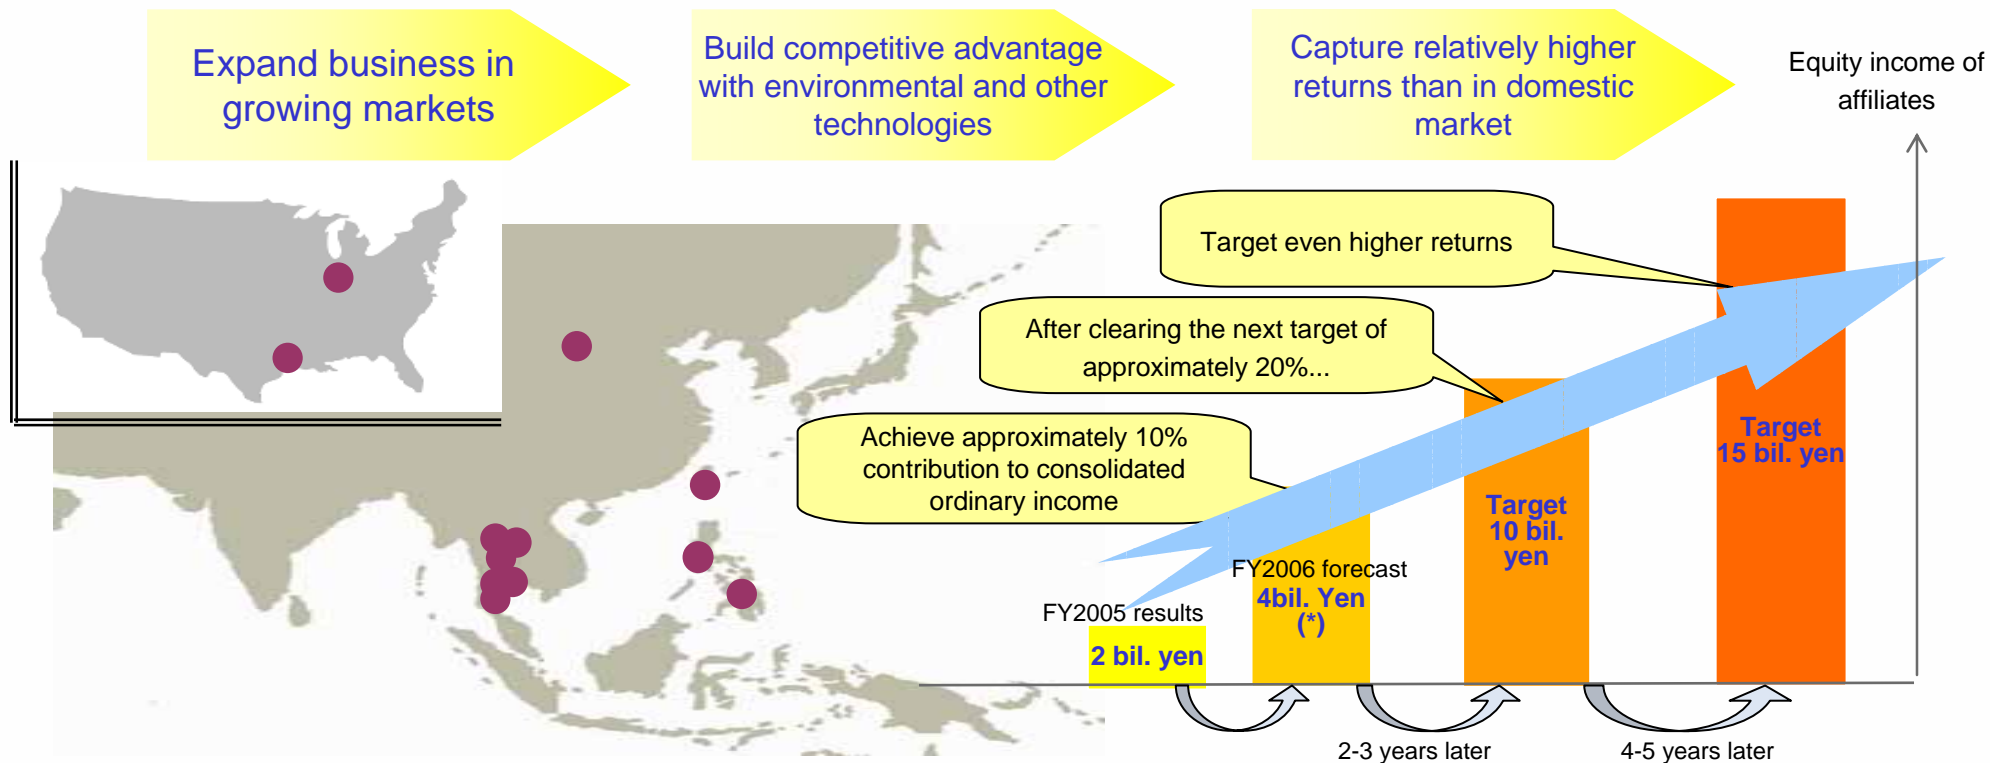 Expand business in
growing markets
Build competitive advantage
with environmental and other
technologies
Capture relatively higher
returns than in domestic
market
Equity income of
affiliates
Target even higher returns
After clearing the next target of
approximately 20%...
Achieve approximately 10%
contribution to consolidated
ordinary income
Target
15 bil. yen
Target
10 bil.
yen
FY2006 forecast
4bil. Yen
(*)
FY2005 results
2 bil. yen
2-3 years later
4-5 years later